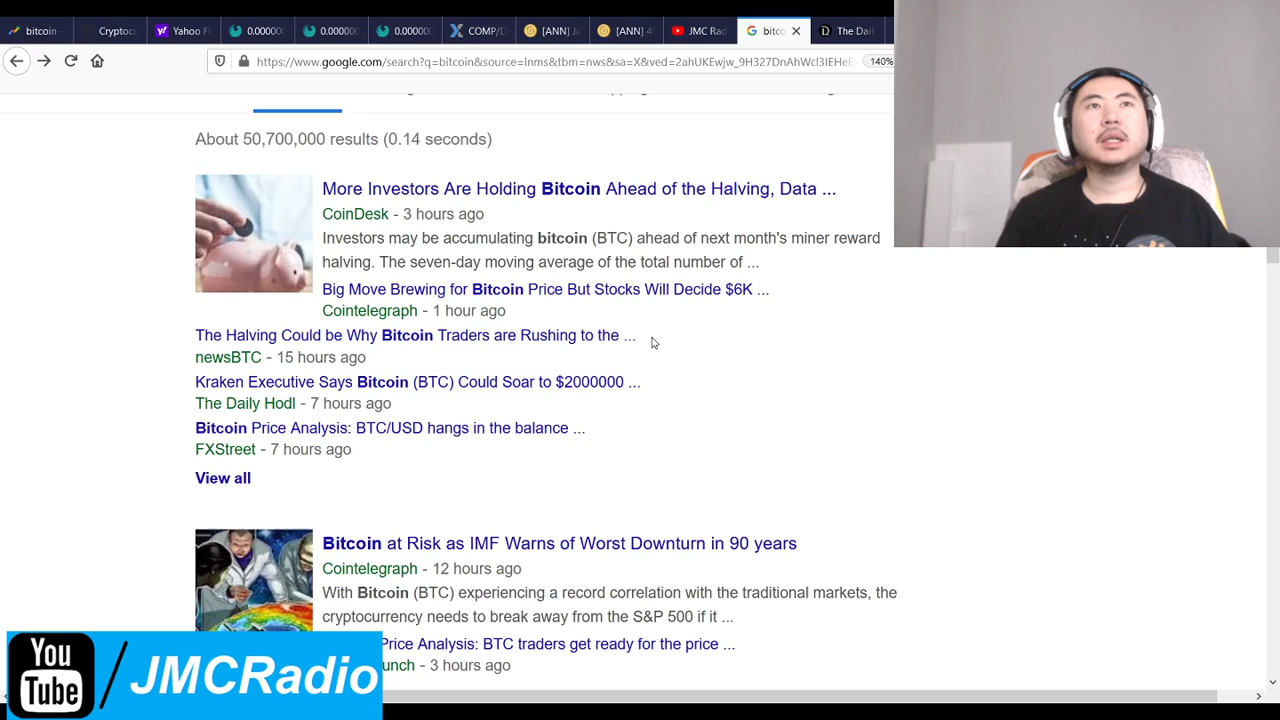 bitcoin
Cryptoc
Yahoo Fi
0.000000
0.000000
0.000000
COMP/D
[ANN] Ju
[ANN] 4
JMC Rad
bitco
The Dail
https://www.google.com/search?q=bitcoin&source=lnms&tbm=nws&sa=X&ved=
140%
About 50,700,000 results (0.14 seconds)
More Investors Are Holding Bitcoin Ahead of the Halving, Data ...
CoinDesk - 3 hours ago
Investors may be accumulating bitcoin (BTC) ahead of next month's miner reward
halving. The seven-day moving average of the total number of ...
Big Move Brewing for Bitcoin Price But Stocks Will Decide $6K ...
Cointelegraph - 1 hour ago
The Halving Could be Why Bitcoin Traders are Rushing to the ...
newsBTC - 15 hours ago
Kraken Executive Says Bitcoin (BTC) Could Soar to $2000000 ...
The Daily Hodl - 7 hours ago
Bitcoin Price Analysis: BTC/USD hangs in the balance ...
FXStreet - 7 hours ago
View all
Bitcoin at Risk as IMF Warns of Worst Downturn in 90 years
Cointelegraph - 12 hours ago
With Bitcoin (BTC) experiencing a record correlation with the traditional markets, the
cryptocurrency needs to break away from the S&P 500 if it ...
Price Analysis: BTC traders get ready for the price ...
unch - 3 hours ago
You
Tube
/JMCRadio